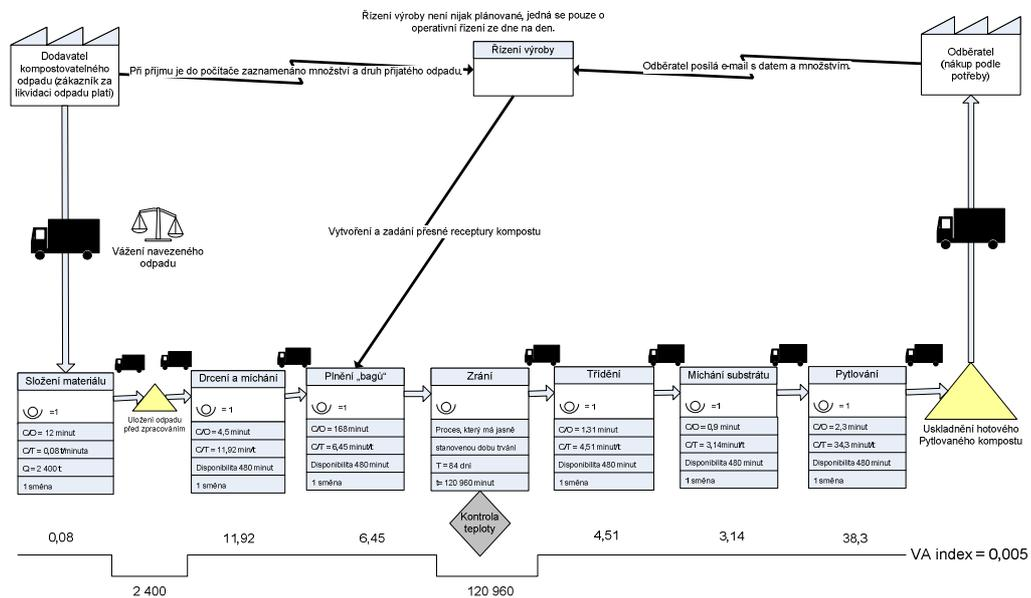 Řízení výroby není nijak plánované, jedná se pouze o
operativní řízení ze dne na den.
Dodavatel
kompostovatelného
odpadu (zákazník za
likvidaci odpadu platí)
Při příjmu je do počítače zaznamenáno množství a druh přijatého odpadu.
Řízení výroby
Odběratel posílá e-mail s datem a množstvím.
Odběratel
(nákup podle
potřeby)
Vážení navezeného
odpadu
Vytvoření a zadání přesné receptury kompostu
Složení materiálu
=1
C/O = 12 minut
C/T = 0,08t/minuta
Q = 2 400 t
1 směna
Uložení odpadu
před zpracováním
Drcení a míchání
= 1
C/O = 4,5 minut
C/T = 11,92 min/t
Disponibilita 480 minut
1 směna
Plnění „bagů“
=1
C/O = 168 minut
C/T = 6,45 minut/t
Disponibilita 480 minut
1 směna
Zrání
Proces, který má jasně
stanovenou dobu trvání
T = 84 dní
t= 120 960 minut
Kontrola
teploty
Třídění
= 1
C/O = 1,31 minut
C/T = 4,51 minut/t
Disponibilita 480 minut
1 směna
Míchání substrátu
=1
C/O = 0,9 minut
C/T = 3,14minut/t
Disponibilita 480 minut
1 směna
Pytlování
= 1
C/O = 2,3 minut
C/T = 34,3 minut/t
Disponibilita 480 minut
1 směna
Uskladnění hotového
Pytlovaného kompostu
0,08
11,92
6,45
4,51
3,14
38,3
VA index = 0,005
2 400
120 960